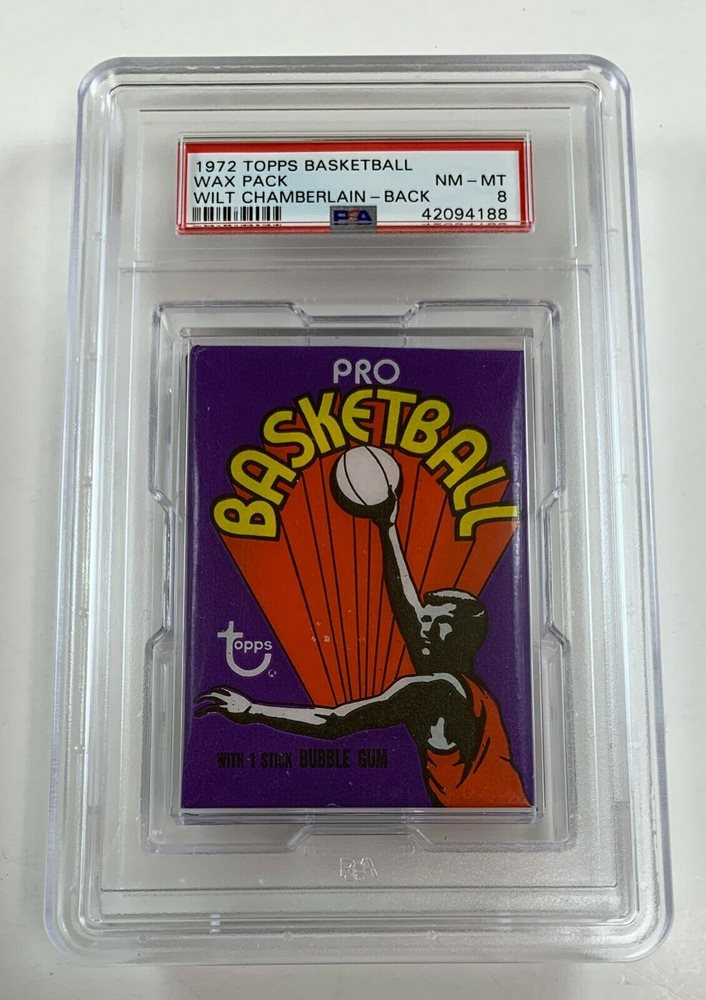 1972 TOPPS BASKETBALL
WAX PACK NM - MT
WILT CHAMBERLAIN - BACK 8
PSA 42094188
PRO
BASKETBALL
topps
WITH 1 STICK BUBBLE GUM
PSA